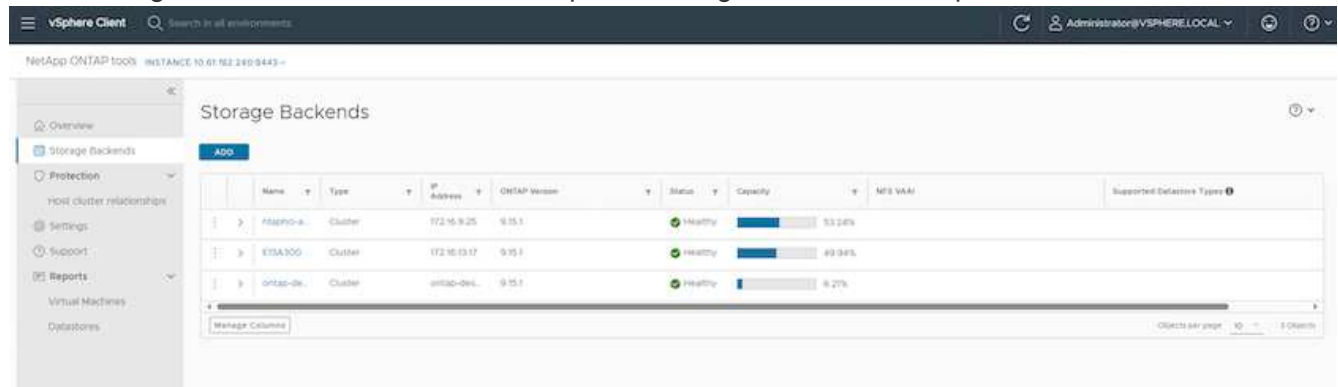 vSphere Client Search in all environments Administrator@VSPHERE.LOCAL
NetApp ONTAP tools INSTANCE 10.61.182.240:8443
Storage Backends
Overview
Storage Backends
ADD
Protection
Host cluster relationships
Settings
Support
Reports
Virtual Machines
Datastores
Name Type IP Address ONTAP Version Status Capacity NFS VAAI Supported Datastore Types
Cluster 172.16.9.25 9.15.1 Healthy 53.24%
E13A300 Cluster 172.16.13.17 9.15.1 Healthy 49.94%
ontap-de.. Cluster ontap-des... 9.15.1 Healthy 6.21%
Manage Columns Objects per page 10 3 Objects